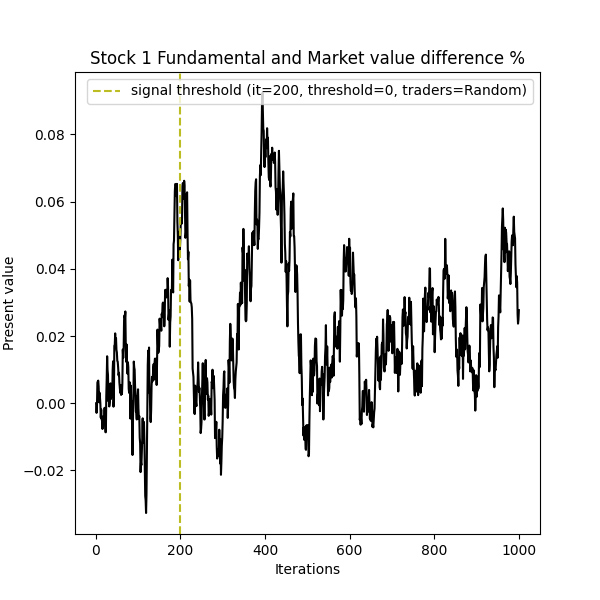 Stock 1 Fundamental and Market value difference %
signal threshold (it=200, threshold=0, traders=Random)
0.08
0.06
0.04
0.02
0.00
−0.02
Present value
0 200 400 600 800 1000
Iterations